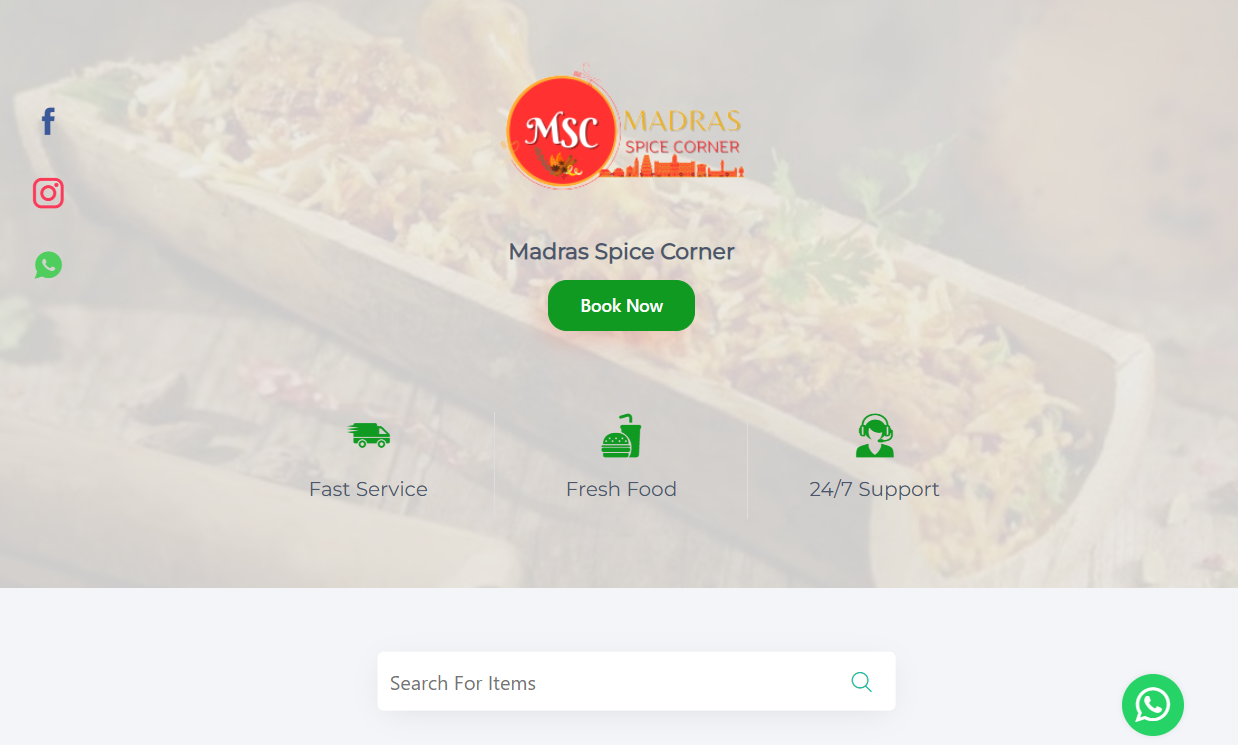 MSC
MADRAS
SPICE CORNER
Madras Spice Corner
Book Now
Fast Service
Fresh Food
24/7 Support
Search For Items